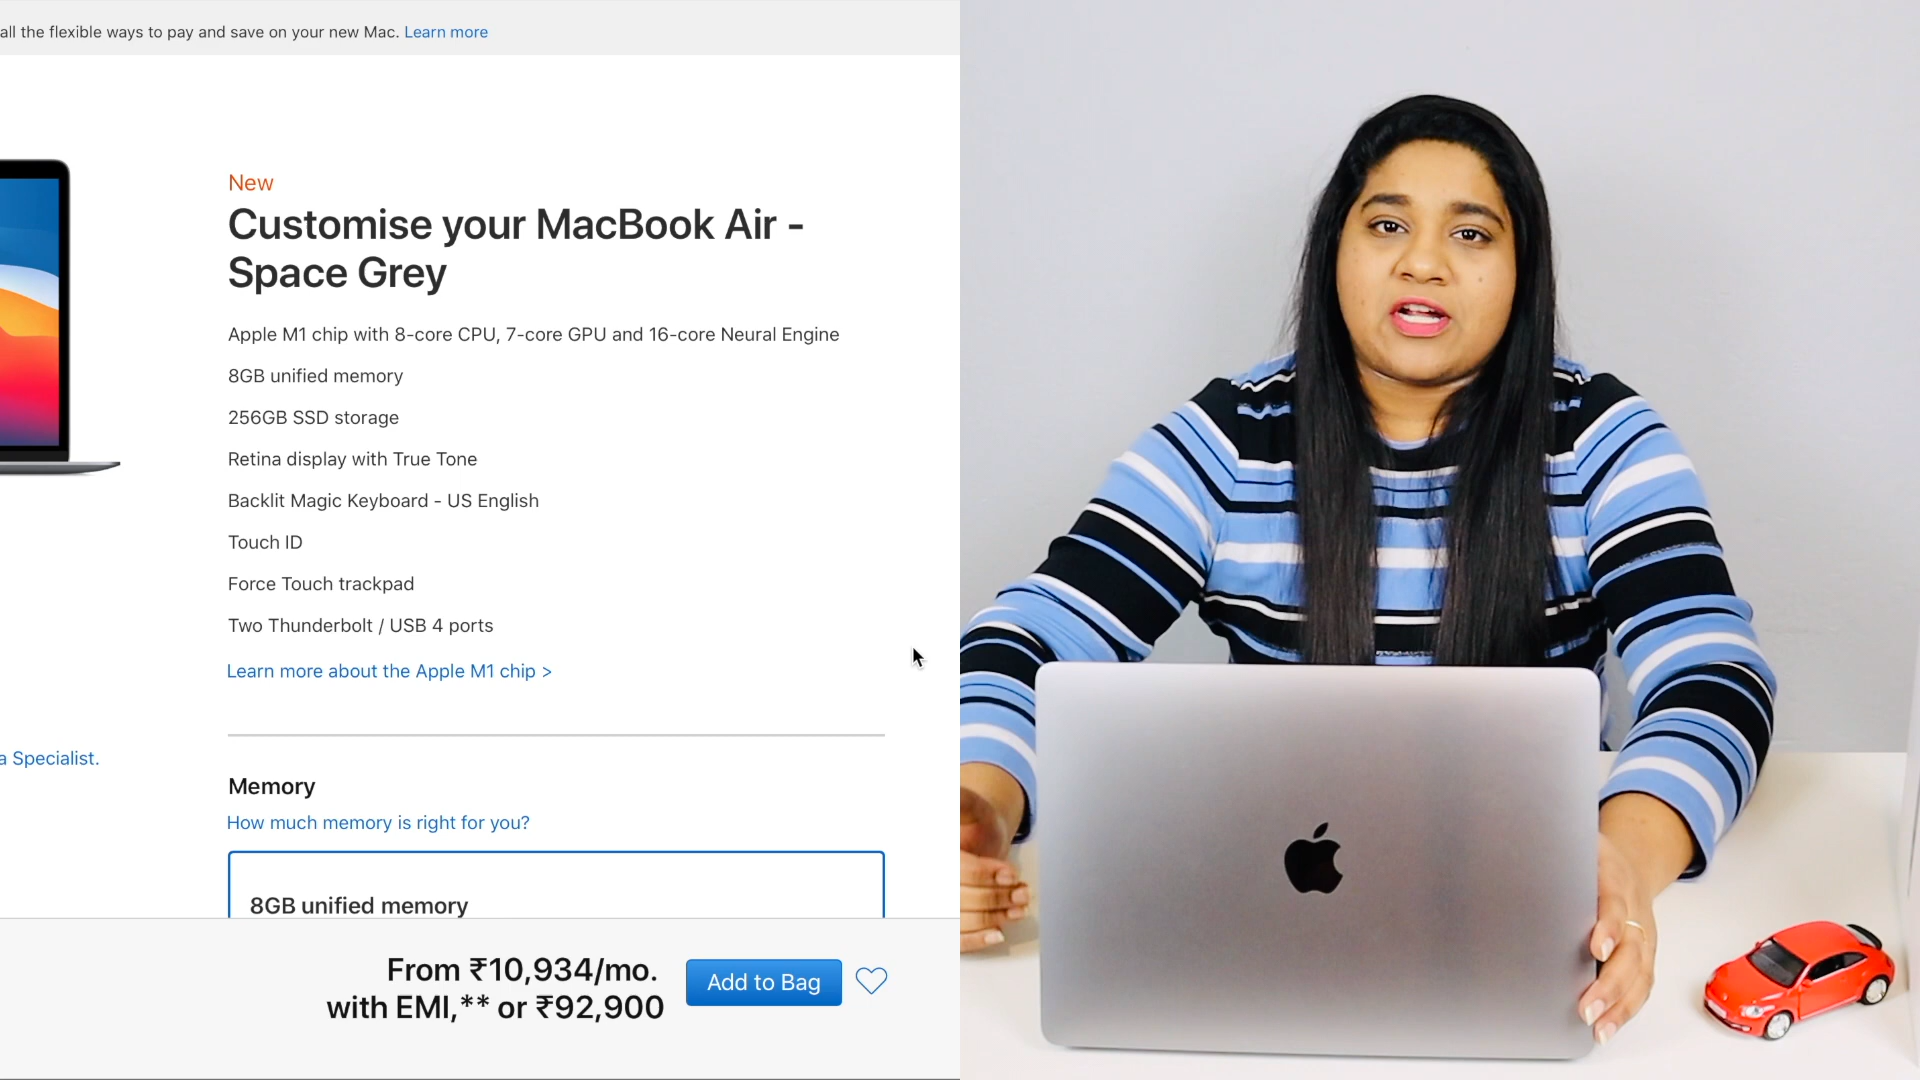 all the flexible ways to pay and save on your new Mac. Learn more
New
Customise your MacBook Air -
Space Grey
Apple M1 chip with 8-core CPU, 7-core GPU and 16-core Neural Engine
8GB unified memory
256GB SSD storage
Retina display with True Tone
Backlit Magic Keyboard - US English
Touch ID
Force Touch trackpad
Two Thunderbolt / USB 4 ports
Learn more about the Apple M1 chip >
a Specialist.
Memory
How much memory is right for you?
8GB unified memory
From ₹10,934/mo.
with EMI,** or ₹92,900
Add to Bag